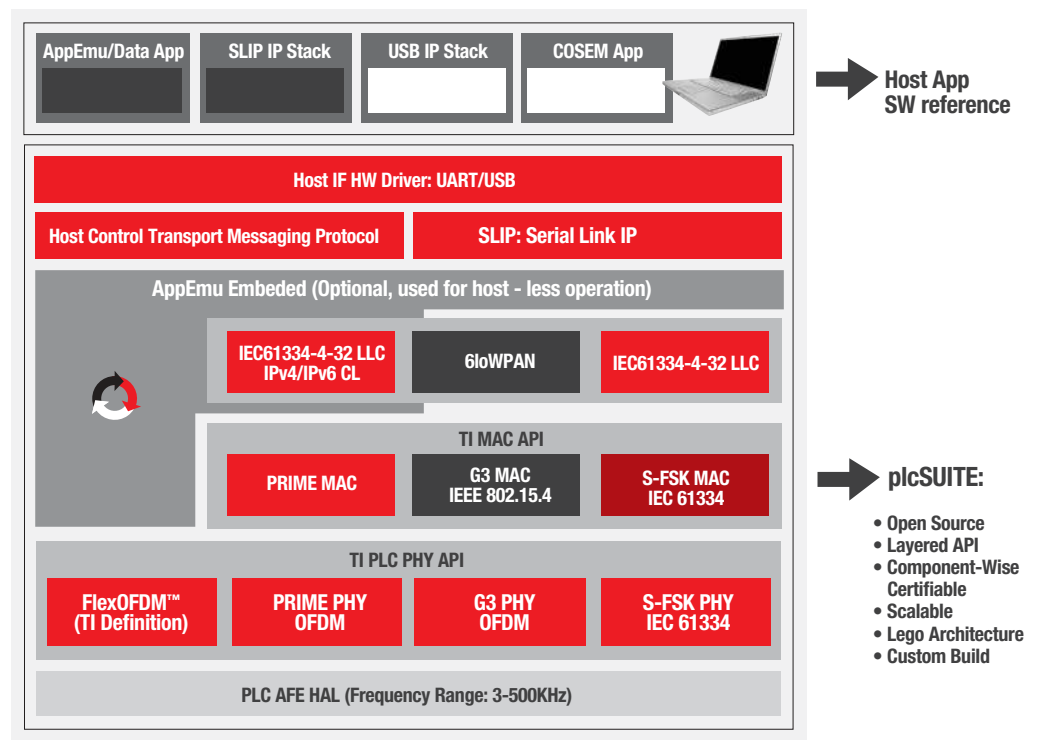 AppEmu/Data App
SLIP IP Stack
USB IP Stack
COSEM App
Host App
SW reference
Host IF HW Driver: UART/USB
Host Control Transport Messaging Protocol
SLIP: Serial Link IP
AppEmu Embeded (Optional, used for host - less operation)
IEC61334-4-32 LLC
IPv4/IPv6 CL
6loWPAN
IEC61334-4-32 LLC
TI MAC API
PRIME MAC
G3 MAC
IEEE 802.15.4
S-FSK MAC
IEC 61334
plcSUITE:
• Open Source
• Layered API
• Component-Wise
Certifiable
• Scalable
• Lego Architecture
• Custom Build
TI PLC PHY API
FlexOFDM™
(TI Definition)
PRIME PHY
OFDM
G3 PHY
OFDM
S-FSK PHY
IEC 61334
PLC AFE HAL (Frequency Range: 3-500KHz)